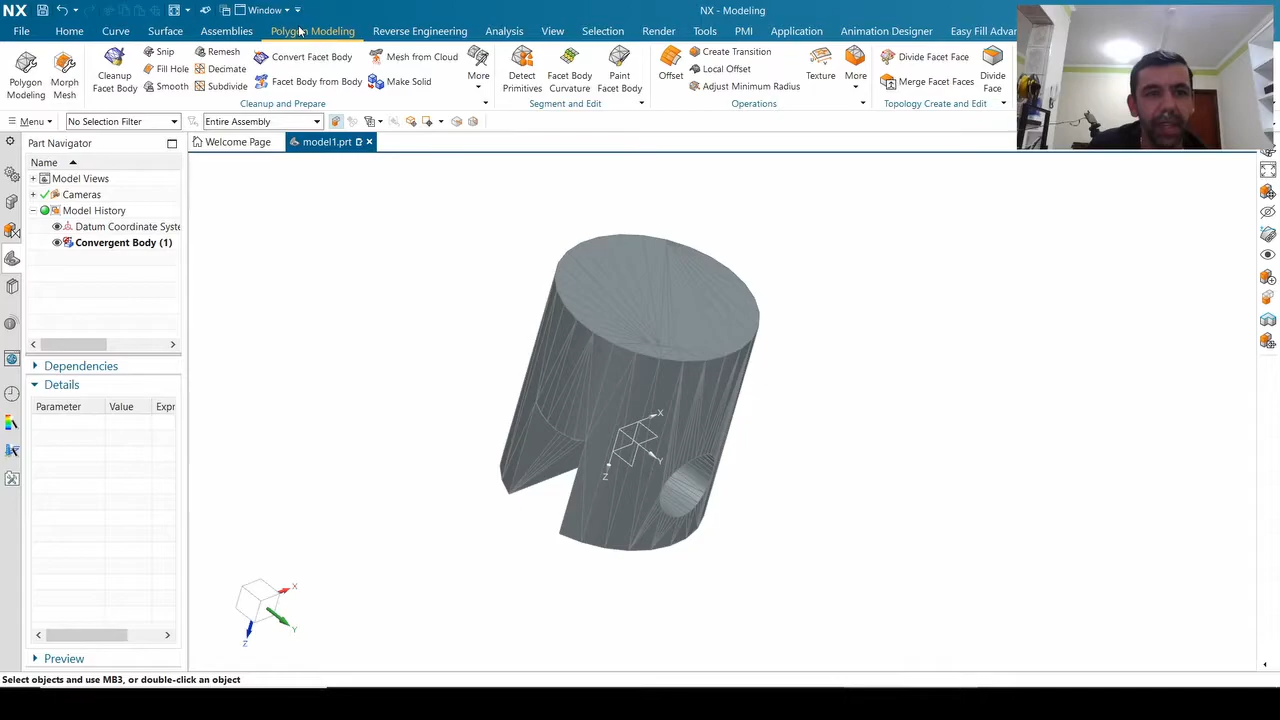 NX Window NX - Modeling
File Home Curve Surface Assemblies Polygon Modeling Reverse Engineering Analysis View Selection Render Tools PMI Application Animation Designer Easy Fill Advan
Polygon Modeling
Morph Mesh
Cleanup Facet Body
Snip
Fill Hole
Smooth
Remesh
Decimate
Subdivide
Convert Facet Body
Facet Body from Body
Mesh from Cloud
Make Solid
More
Cleanup and Prepare
Detect Primitives
Facet Body Curvature
Paint Facet Body
Segment and Edit
Offset
Create Transition
Local Offset
Adjust Minimum Radius
Texture
More
Operations
Divide Facet Face
Merge Facet Faces
Divide Face
Topology Create and Edit
Menu No Selection Filter Entire Assembly
Part Navigator
Welcome Page model1.prt
Name
Model Views
Cameras
Model History
Datum Coordinate Syste
Convergent Body (1)
Dependencies
Details
Parameter Value Expr
Preview
X
Y
Z
X
Y
Z
Select objects and use MB3, or double-click an object